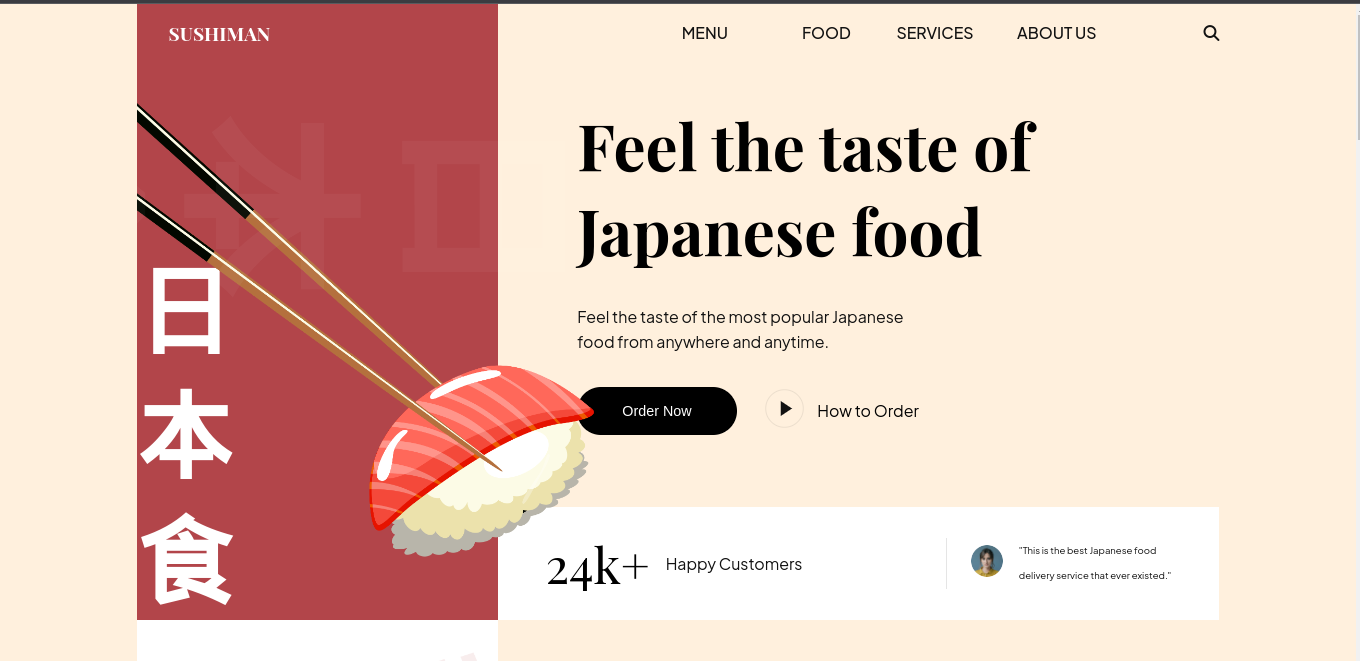 SUSHIMAN
MENU
FOOD
SERVICES
ABOUT US
Feel the taste of
Japanese food
Feel the taste of the most popular Japanese
food from anywhere and anytime.
Order Now
How to Order
日
本
食
24k+
Happy Customers
"This is the best Japanese food
delivery service that ever existed."